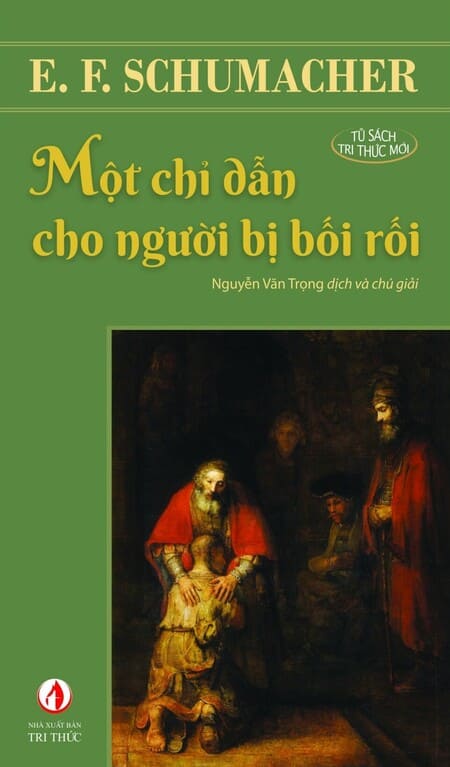 E. F. SCHUMACHER
TỦ SÁCH
TRI THỨC MỚI
Một chỉ dẫn
cho người bị bối rối
Nguyễn Văn Trọng dịch và chú giải
NHÀ XUẤT BẢN
TRI THỨC